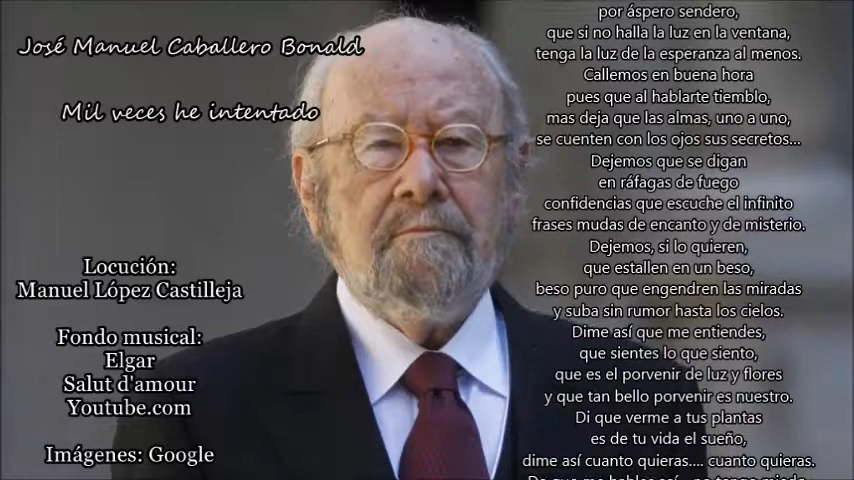 José Manuel Caballero Bonald
Mil veces he intentado
Locución:
Manuel López Castilleja
Fondo musical:
Elgar
Salut d'amour
Youtube.com
Imágenes: Google
por áspero sendero,
que si no halla la luz en la ventana,
tenga la luz de la esperanza al menos.
Callemos en buena hora
pues que al hablarte tiemblo,
mas deja que las almas, uno a uno,
se cuenten con los ojos sus secretos...
Dejemos que se digan
en ráfagas de fuego
confidencias que escuche el infinito
frases mudas de encanto y de misterio.
Dejemos, si lo quieren,
que estallen en un beso,
beso puro que engendren las miradas
y suba sin rumor hasta los cielos.
Dime así que me entiendes,
que sientes lo que siento,
que es el porvenir de luz y flores
y que tan bello porvenir es nuestro.
Di que verme a tus plantas
es de tu vida el sueño,
dime así cuanto quieras.... cuanto quieras.